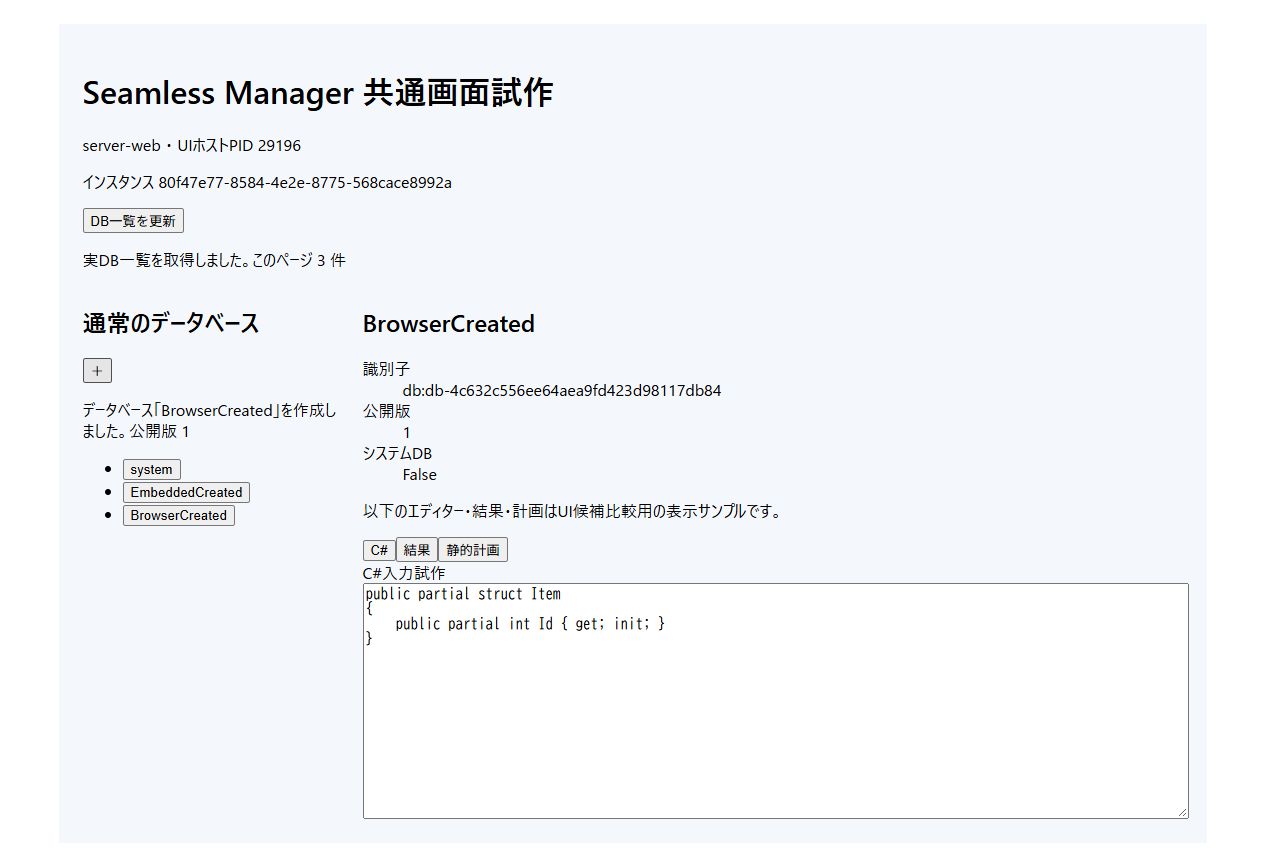 Seamless Manager 共通画面試作
server-web・UIホストPID 29196
インスタンス 80f47e77-8584-4e2e-8775-568cace8992a
DB一覧を更新
実DB一覧を取得しました。このページ 3 件
通常のデータベース
+
データベース「BrowserCreated」を作成し
ました。公開版 1
system
EmbeddedCreated
BrowserCreated
BrowserCreated
識別子
db:db-4c632c556ee64aea9fd423d98117db84
公開版
1
システムDB
False
以下のエディター・結果・計画はUI候補比較用の表示サンプルです。
C# 結果 静的計画
C#入力試作
public partial struct Item
{
    public partial int Id { get; init; }
}